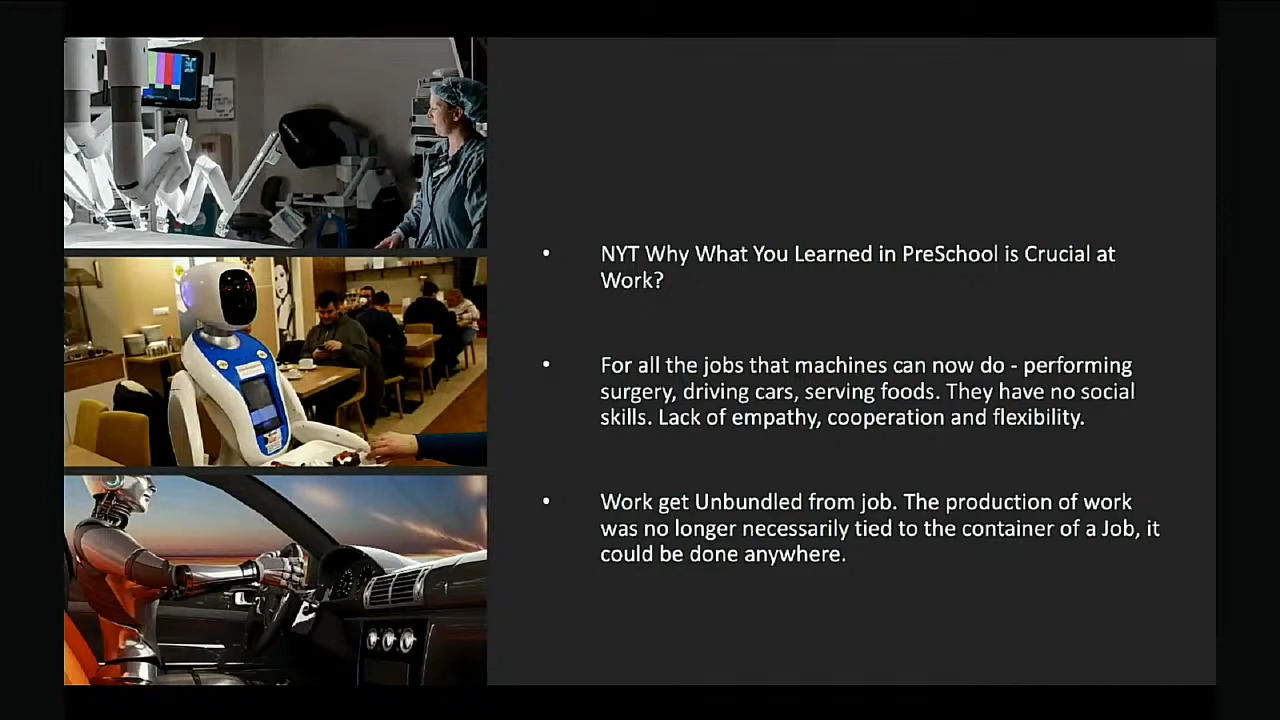 • NYT Why What You Learned in PreSchool is Crucial at
Work?
• For all the jobs that machines can now do - performing
surgery, driving cars, serving foods. They have no social
skills. Lack of empathy, cooperation and flexibility.
• Work get Unbundled from job. The production of work
was no longer necessarily tied to the container of a Job, it
could be done anywhere.